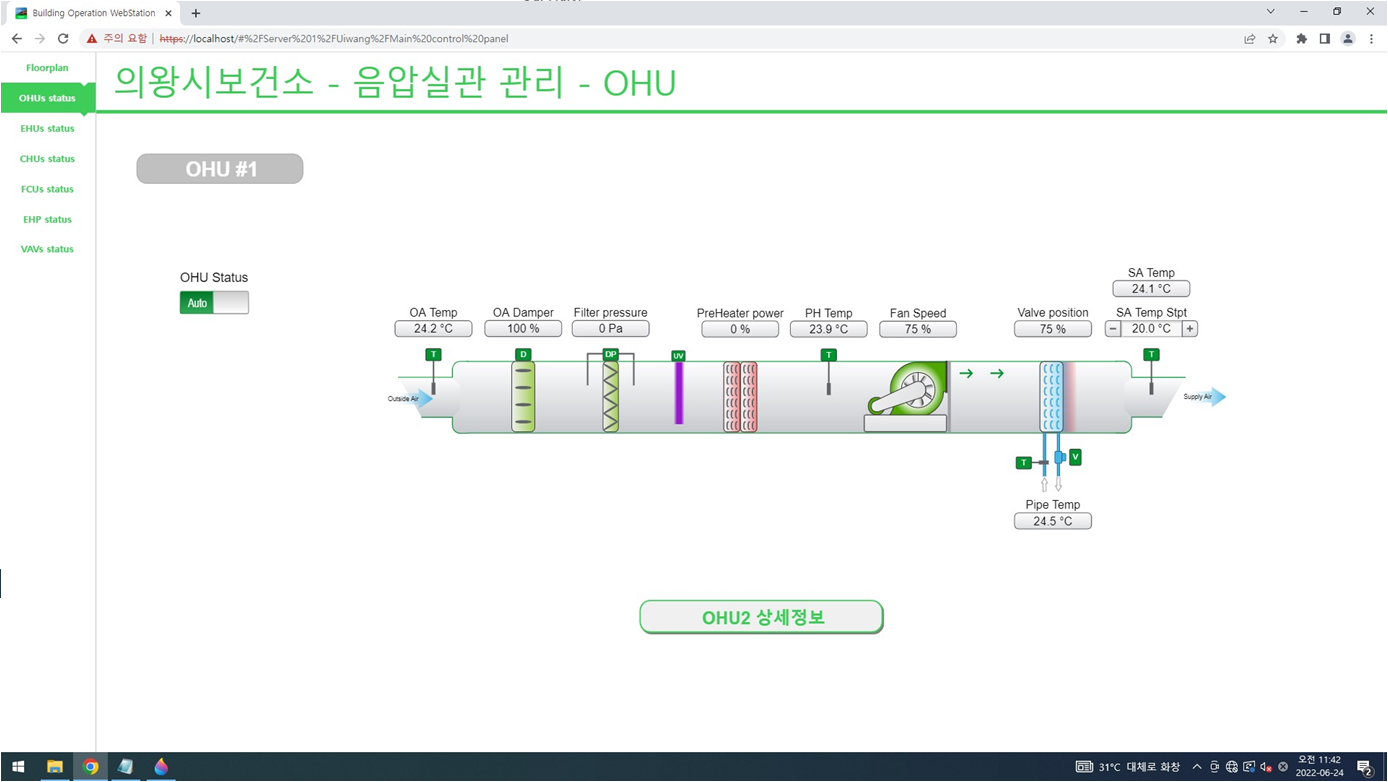 Building Operation WebStation
주의 요함 | https://localhost/#%2FServer%201%2FUiwang%2FMain%20control%20panel
Floorplan
OHUs status
EHUs status
CHUs status
FCUs status
EHP status
VAVs status
의왕시보건소 - 음압실관 관리 - OHU
OHU #1
OHU Status
Auto
SA Temp
24.1 °C
OA Temp
OA Damper
Filter pressure
PreHeater power
PH Temp
Fan Speed
Valve position
SA Temp Stpt
24.2 °C
100 %
0 Pa
0 %
23.9 °C
75 %
75 %
− 20.0 °C +
T
D
DP
UV
T
T
Outside Air
Supply Air
T
V
Pipe Temp
24.5 °C
OHU2 상세정보
31°C 대체로 화창
오전 11:42
2022-06-24
2